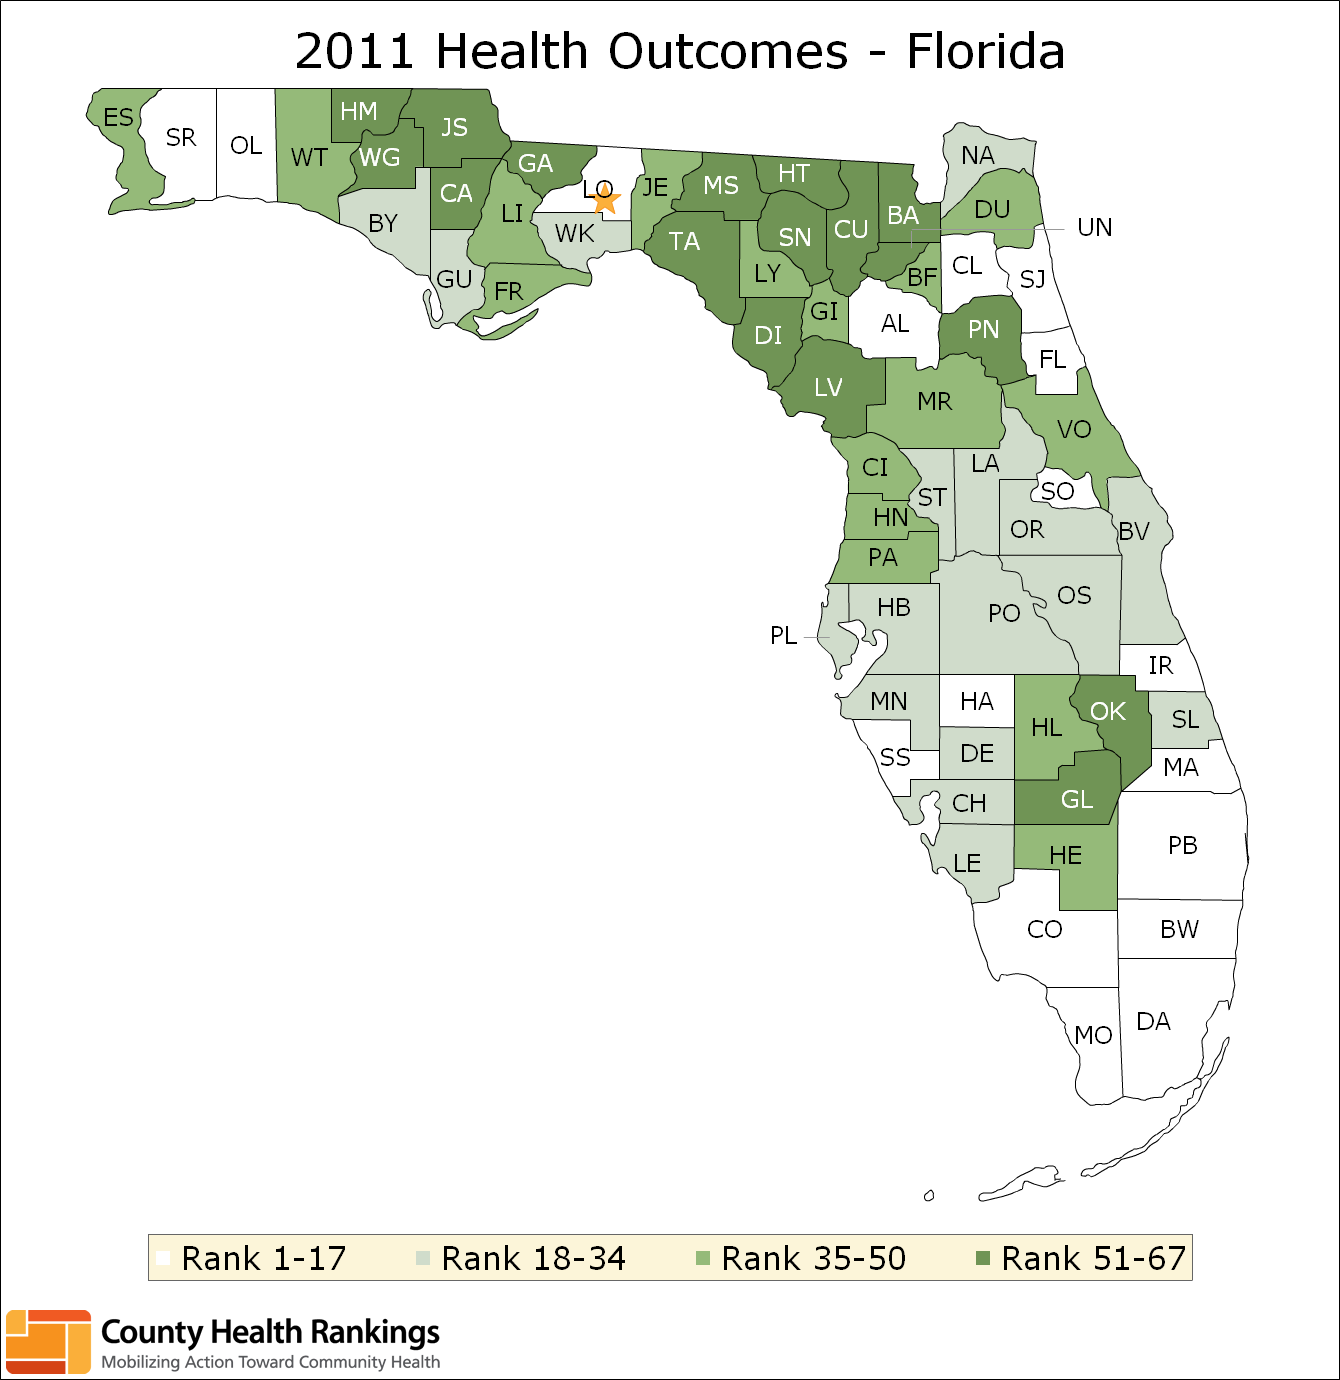 2011 Health Outcomes - Florida
ES
SR
OL
WT
HM
JS
WG
GA
LO
CA
LI
BY
WK
GU
FR
JE
MS
HT
TA
SN
CU
BA
NA
DU
UN
LY
BF
CL
SJ
GI
AL
PN
DI
FL
LV
MR
VO
CI
LA
ST
SO
HN
OR
BV
PA
HB
PO
OS
PL
IR
MN
HA
HL
OK
SL
SS
DE
MA
CH
GL
PB
LE
HE
CO
BW
MO
DA
Rank 1-17 Rank 18-34 Rank 35-50 Rank 51-67
County Health Rankings
Mobilizing Action Toward Community Health